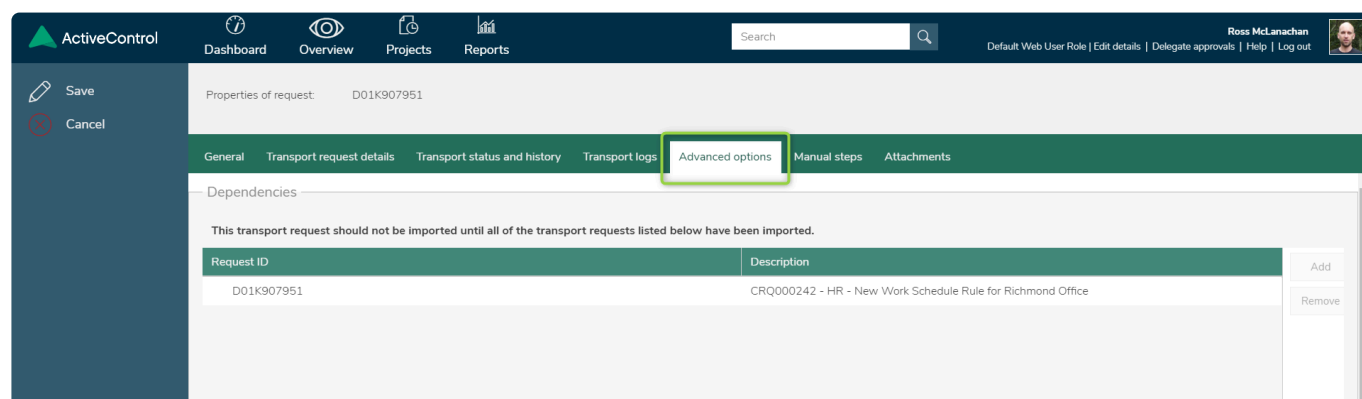 ActiveControl
Dashboard
Overview
Projects
Reports
Search
Ross McLanachan
Default Web User Role | Edit details | Delegate approvals | Help | Log out
Save
Cancel
Properties of request: D01K907951
General Transport request details Transport status and history Transport logs Advanced options Manual steps Attachments
Dependencies
This transport request should not be imported until all of the transport requests listed below have been imported.
Request ID Description
Add
D01K907951 CRQ000242 - HR - New Work Schedule Rule for Richmond Office
Remove